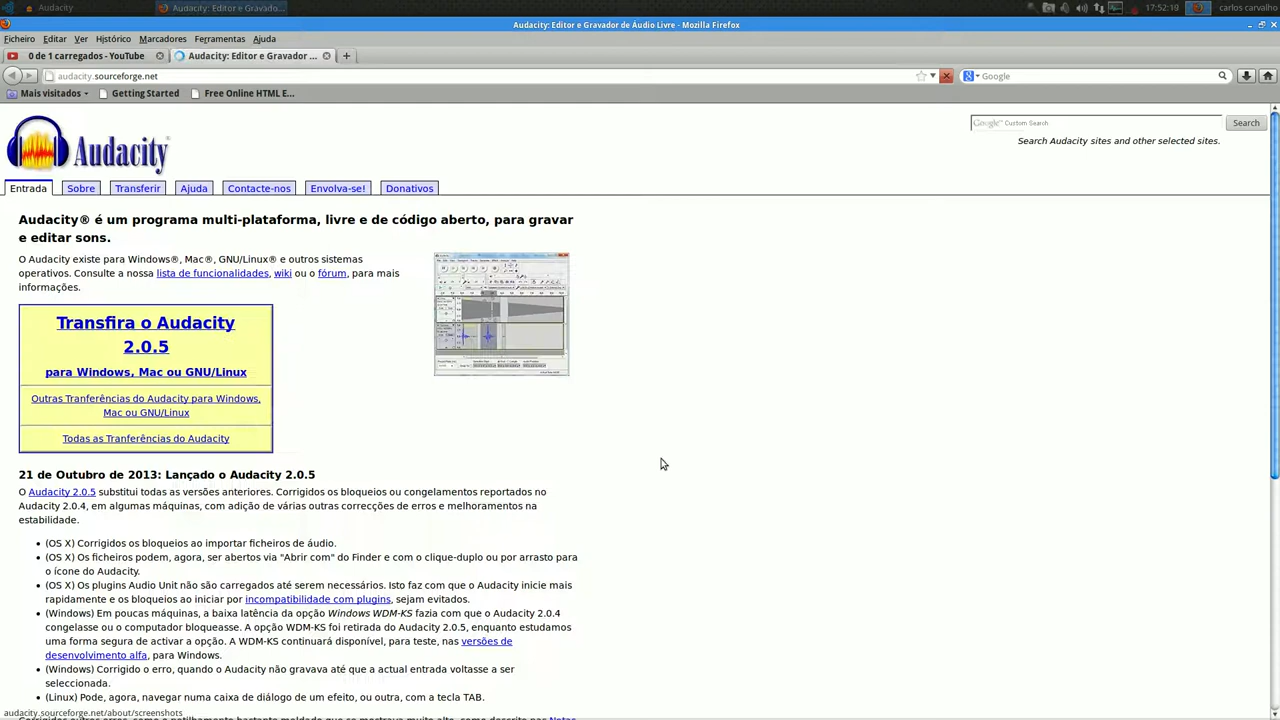 Audacity
Audacity: Editor e Gravado...
17:52:19
carlos carvalho
Audacity: Editor e Gravador de Áudio Livre - Mozilla Firefox
Ficheiro Editar Ver Histórico Marcadores Ferramentas Ajuda
0 de 1 carregados - YouTube
Audacity: Editor e Gravador ...
audacity.sourceforge.net
Google
Mais visitados
Getting Started
Free Online HTML E...
Audacity
Google™ Custom Search
Search
Search Audacity sites and other selected sites.
Entrada Sobre Transferir Ajuda Contacte-nos Envolva-se! Donativos
Audacity® é um programa multi-plataforma, livre e de código aberto, para gravar
e editar sons.
O Audacity existe para Windows®, Mac®, GNU/Linux® e outros sistemas
operativos. Consulte a nossa lista de funcionalidades, wiki ou o fórum, para mais
informações.
Transfira o Audacity
2.0.5
para Windows, Mac ou GNU/Linux
Outras Tranferências do Audacity para Windows,
Mac ou GNU/Linux
Todas as Tranferências do Audacity
21 de Outubro de 2013: Lançado o Audacity 2.0.5
O Audacity 2.0.5 substitui todas as versões anteriores. Corrigidos os bloqueios ou congelamentos reportados no
Audacity 2.0.4, em algumas máquinas, com adição de várias outras correcções de erros e melhoramentos na
estabilidade.
• (OS X) Corrigidos os bloqueios ao importar ficheiros de áudio.
• (OS X) Os ficheiros podem, agora, ser abertos via "Abrir com" do Finder e com o clique-duplo ou por arrasto para
o ícone do Audacity.
• (OS X) Os plugins Audio Unit não são carregados até serem necessários. Isto faz com que o Audacity inicie mais
rapidamente e os bloqueios ao iniciar por incompatibilidade com plugins, sejam evitados.
• (Windows) Em poucas máquinas, a baixa latência da opção Windows WDM-KS fazia com que o Audacity 2.0.4
congelasse ou o computador bloqueasse. A opção WDM-KS foi retirada do Audacity 2.0.5, enquanto estudamos
uma forma segura de activar a opção. A WDM-KS continuará disponível, para teste, nas versões de
desenvolvimento alfa, para Windows.
• (Windows) Corrigido o erro, quando o Audacity não gravava até que a actual entrada voltasse a ser
seleccionada.
• (Linux) Pode, agora, navegar numa caixa de diálogo de um efeito, ou outra, com a tecla TAB.
audacity.sourceforge.net/about/screenshots